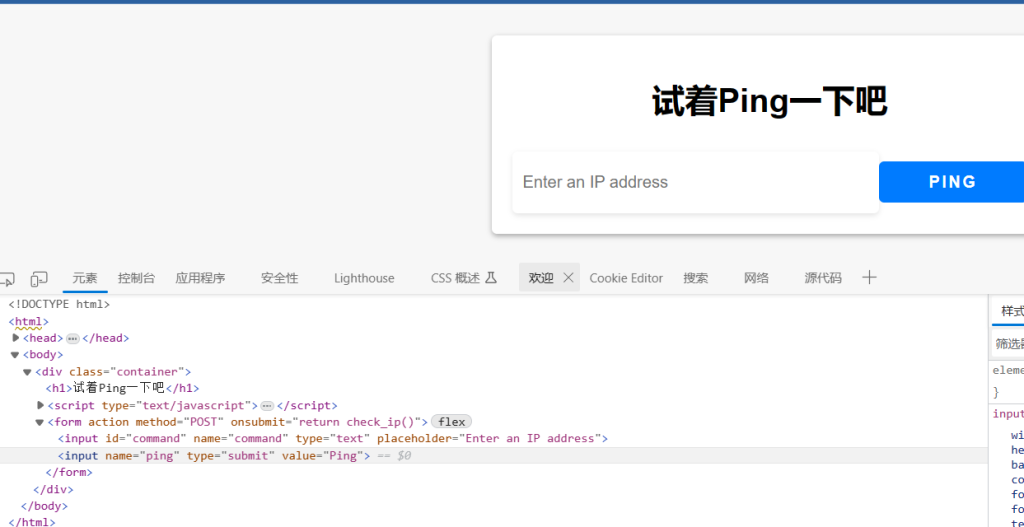 试着Ping一下吧
Enter an IP address
PING
元素 控制台 应用程序 安全性 Lighthouse CSS 概述 欢迎 Cookie Editor 搜索 网络 源代码
<!DOCTYPE html>
样式
<html>
<head> ••• </head>
筛选器
<body>
<div class="container">
eleme
<h1>试着Ping一下吧</h1>
}
<script type="text/javascript"> ••• </script>
input
<form action method="POST" onsubmit="return check_ip()"> flex
<input id="command" name="command" type="text" placeholder="Enter an IP address">
wi
he
<input name="ping" type="submit" value="Ping"> == $0
ba
</form>
co
</div>
fo
</body>
fo
</html>
te